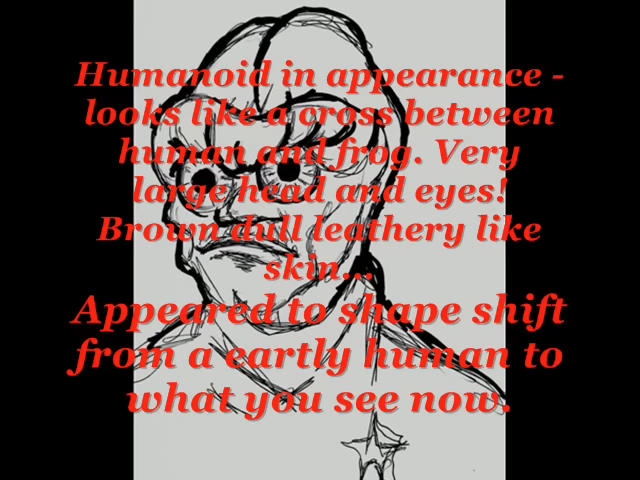 Humanoid in appearance -
looks like a cross between
human and frog. Very
large head and eyes!
Brown dull leathery like
skin...
Appeared to shape shift
from a eartly human to
what you see now.